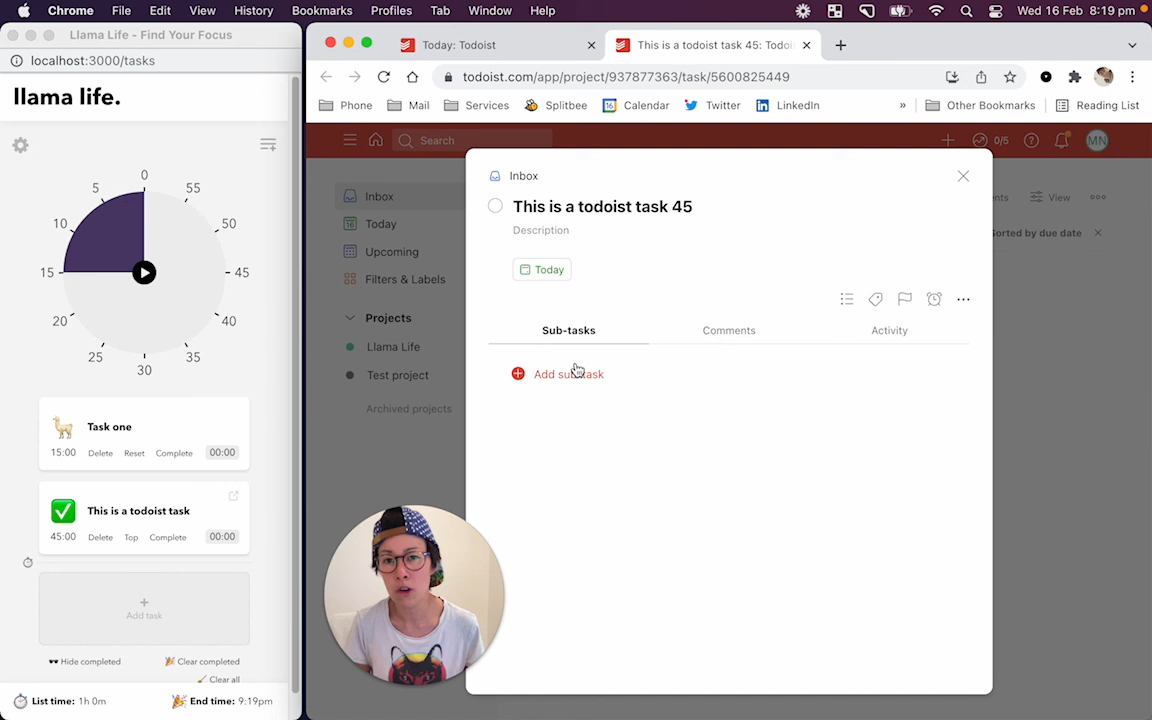 Chrome File Edit View History Bookmarks Profiles Tab Window Help Wed 16 Feb 8:19 pm
Llama Life - Find Your Focus
localhost:3000/tasks
llama life.
0
5 55
10 50
15 45
20 40
25 35
30
Task one
15:00 Delete Reset Complete 00:00
This is a todoist task
45:00 Delete Top Complete 00:00
+
Add task
Hide completed Clear completed
Clear all
List time: 1h 0m End time: 9:19pm
Today: Todoist This is a todoist task 45: Todoi
todoist.com/app/project/937877363/task/5600825449
Phone Mail Services Splitbee 16 Calendar Twitter LinkedIn » Other Bookmarks Reading List
Search 0/5 MN
Inbox
Today
Upcoming
Filters & Labels
Projects
Llama Life
Test project
Archived projects
View
orted by due date
Inbox
This is a todoist task 45
Description
Today
Sub-tasks Comments Activity
Add sub-task